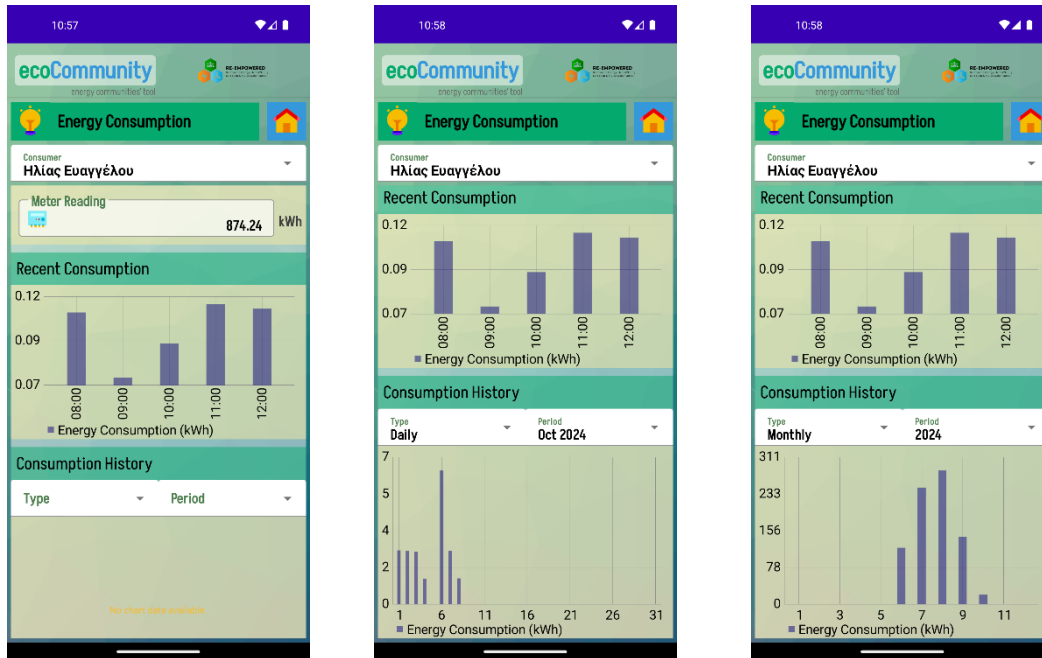 10:57
ecoCommunity
RE-EMPOWERED
energy communities' tool
Energy Consumption
Consumer
Ηλίας Ευαγγέλου
Meter Reading
874.24 kWh
Recent Consumption
0.12
0.09
0.07
08:00 09:00 10:00 11:00 12:00
Energy Consumption (kWh)
Consumption History
Type Period
No chart data available.
10:58
ecoCommunity
RE-EMPOWERED
energy communities' tool
Energy Consumption
Consumer
Ηλίας Ευαγγέλου
Recent Consumption
0.12
0.09
0.07
08:00 09:00 10:00 11:00 12:00
Energy Consumption (kWh)
Consumption History
Type Period
Daily Oct 2024
7
5
4
2
0
1 6 11 16 21 26 31
Energy Consumption (kWh)
10:58
ecoCommunity
RE-EMPOWERED
energy communities' tool
Energy Consumption
Consumer
Ηλίας Ευαγγέλου
Recent Consumption
0.12
0.09
0.07
08:00 09:00 10:00 11:00 12:00
Energy Consumption (kWh)
Consumption History
Type Period
Monthly 2024
311
233
156
78
0
1 3 5 7 9 11
Energy Consumption (kWh)